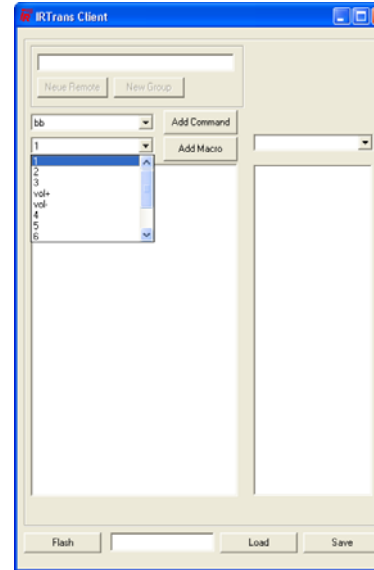 IRTrans Client
Neue Remote New Group
bb Add Command
1 Add Macro
1
2
3
vol+
vol-
4
5
6
Flash Load Save